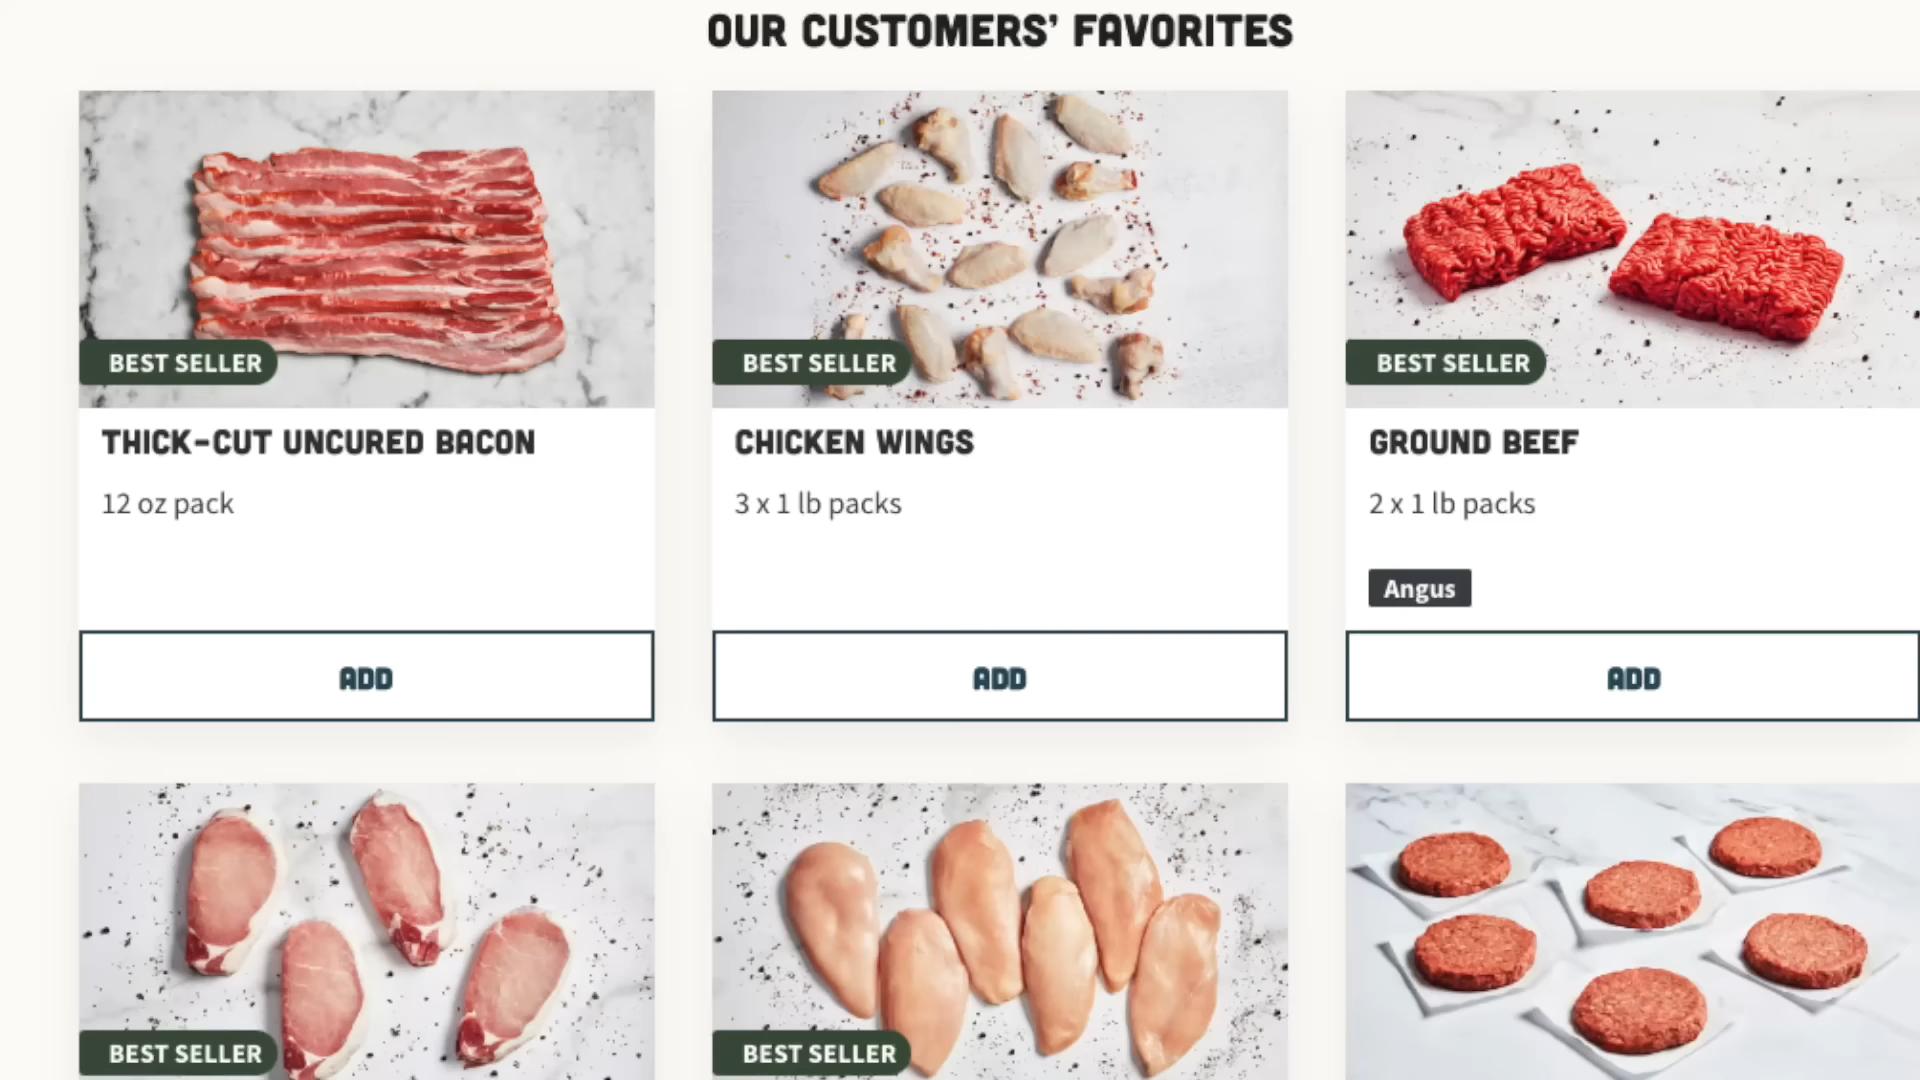 OUR CUSTOMERS’ FAVORITES
BEST SELLER
THICK-CUT UNCURED BACON
12 oz pack
ADD
BEST SELLER
CHICKEN WINGS
3 x 1 lb packs
ADD
BEST SELLER
GROUND BEEF
2 x 1 lb packs
Angus
ADD
BEST SELLER
BEST SELLER